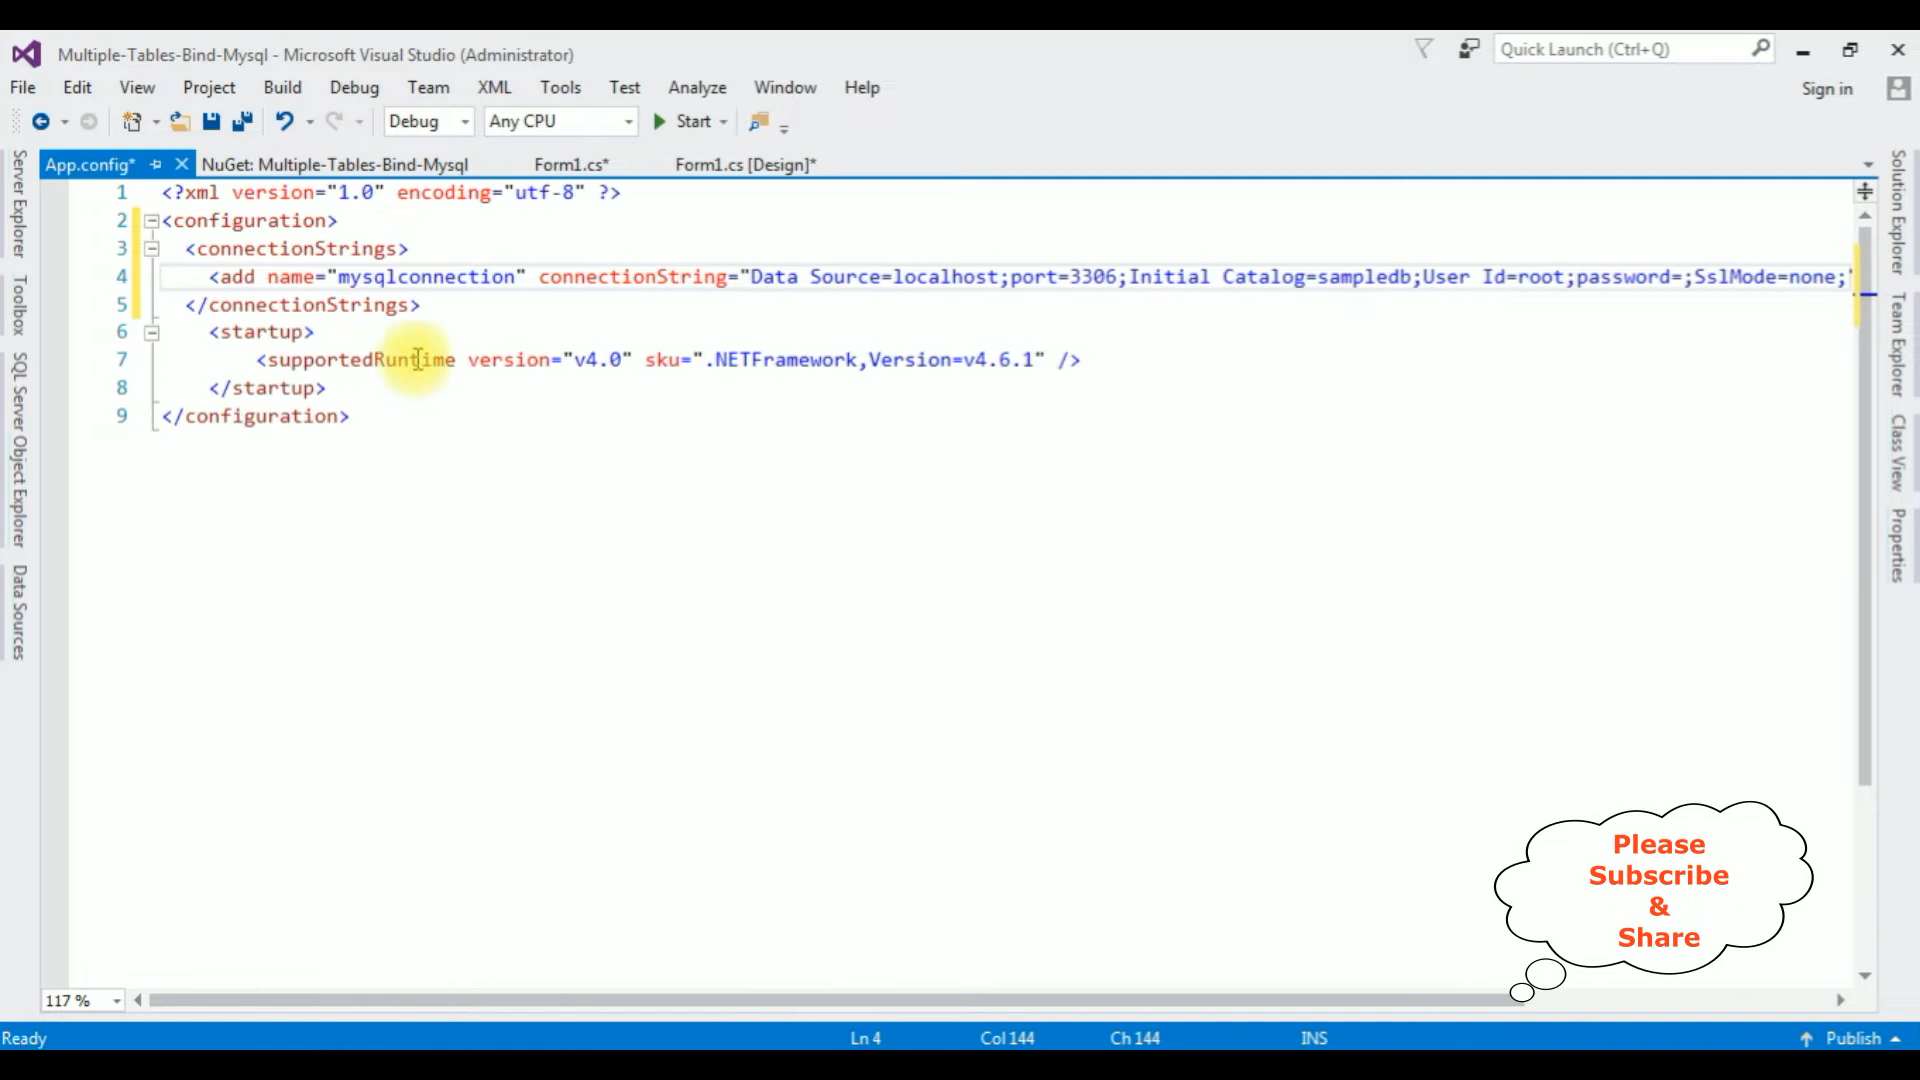 Multiple-Tables-Bind-Mysql - Microsoft Visual Studio (Administrator)
Quick Launch (Ctrl+Q)
File Edit View Project Build Debug Team XML Tools Test Analyze Window Help
Sign in
Debug Any CPU Start
App.config* NuGet: Multiple-Tables-Bind-Mysql Form1.cs* Form1.cs [Design]*
1 <?xml version="1.0" encoding="utf-8" ?>
2 <configuration>
3 <connectionStrings>
4 <add name="mysqlconnection" connectionString="Data Source=localhost;port=3306;Initial Catalog=sampledb;User Id=root;password=;SslMode=none;"
5 </connectionStrings>
6 <startup>
7 <supportedRuntime version="v4.0" sku=".NETFramework,Version=v4.6.1" />
8 </startup>
9 </configuration>
Server Explorer
Toolbox
SQL Server Object Explorer
Data Sources
Solution Explorer
Team Explorer
Class View
Properties
Please
Subscribe
&
Share
117 %
Ready Ln 4 Col 144 Ch 144 INS Publish